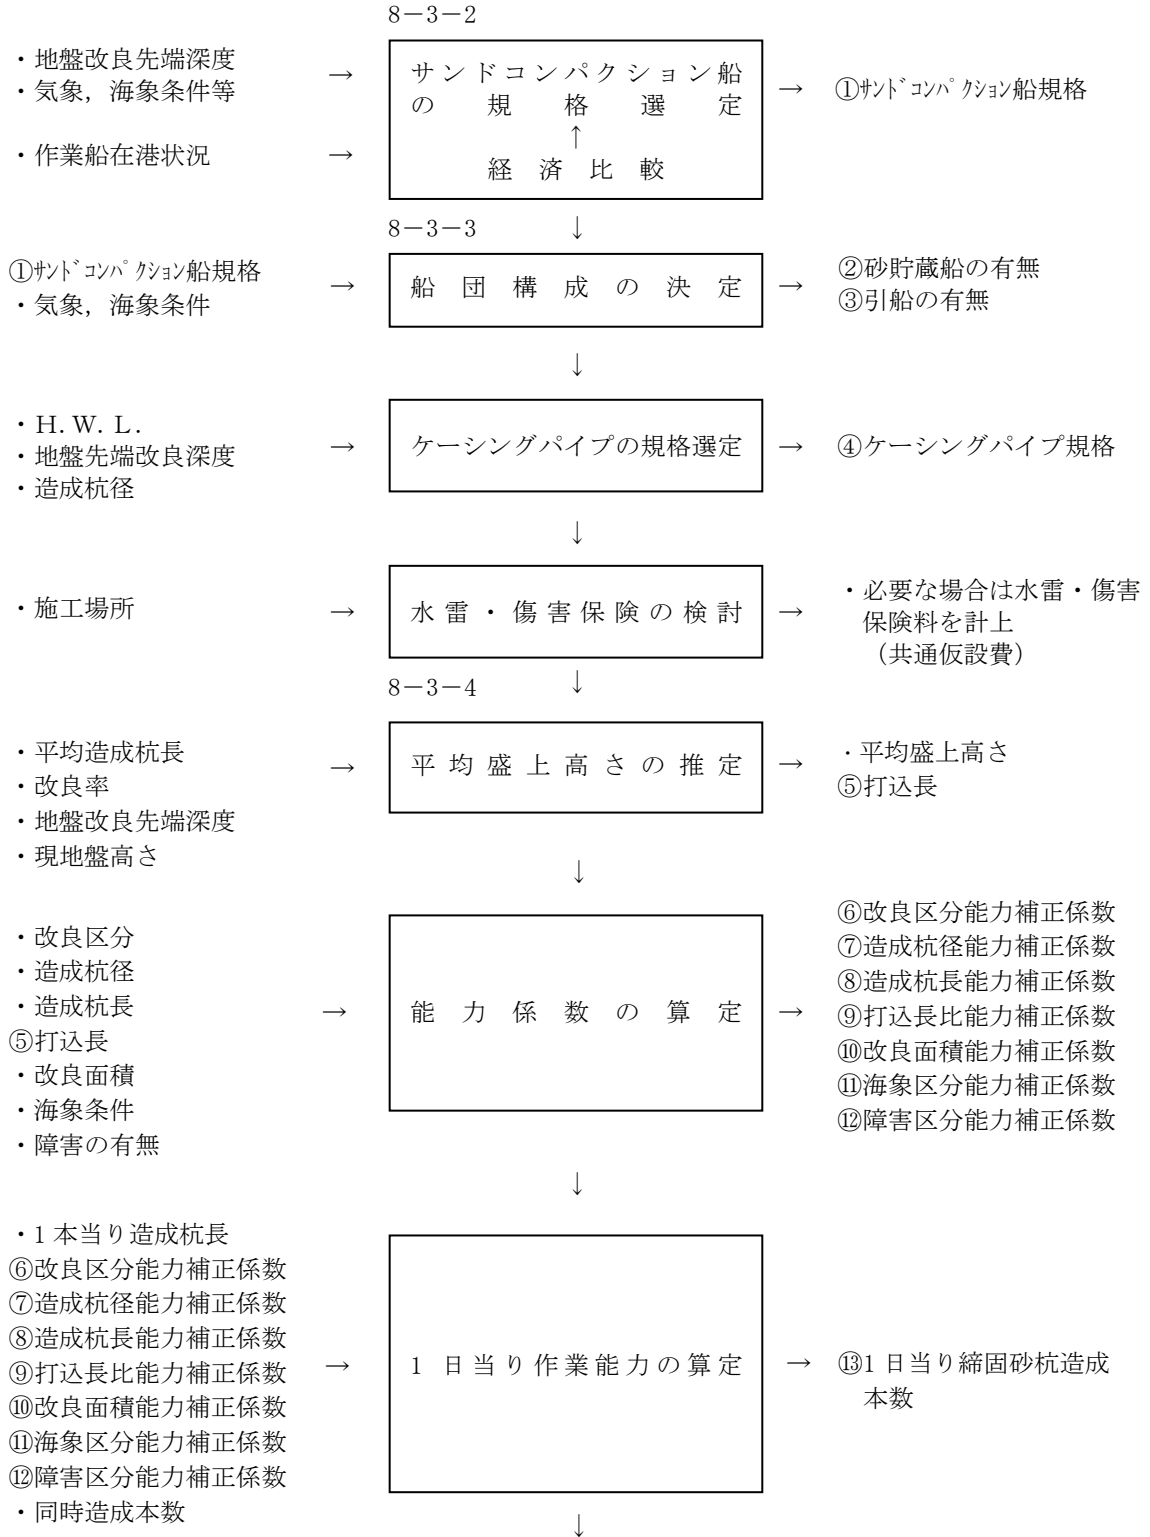 8-3-2
・地盤改良先端深度
・気象，海象条件等
・作業船在港状況
→
→
サンドコンパクション船
の規格選定
↑
経済比較
→
①ｻﾝﾄﾞｺﾝﾊﾟｸｼｮﾝ船規格
↓
8-3-3
①ｻﾝﾄﾞｺﾝﾊﾟｸｼｮﾝ船規格
・気象，海象条件
→
船団構成の決定
→
②砂貯蔵船の有無
③引船の有無
↓
・H.W.L.
・地盤先端改良深度
・造成杭径
→
ケーシングパイプの規格選定
→
④ケーシングパイプ規格
↓
・施工場所
→
水雷・傷害保険の検討
→
・必要な場合は水雷・傷害
保険料を計上
（共通仮設費）
↓
8-3-4
・平均造成杭長
・改良率
・地盤改良先端深度
・現地盤高さ
→
平均盛上高さの推定
→
・平均盛上高さ
⑤打込長
↓
・改良区分
・造成杭径
・造成杭長
⑤打込長
・改良面積
・海象条件
・障害の有無
→
能力係数の算定
→
⑥改良区分能力補正係数
⑦造成杭径能力補正係数
⑧造成杭長能力補正係数
⑨打込長比能力補正係数
⑩改良面積能力補正係数
⑪海象区分能力補正係数
⑫障害区分能力補正係数
↓
・1本当り造成杭長
⑥改良区分能力補正係数
⑦造成杭径能力補正係数
⑧造成杭長能力補正係数
⑨打込長比能力補正係数
⑩改良面積能力補正係数
⑪海象区分能力補正係数
⑫障害区分能力補正係数
・同時造成本数
→
1日当り作業能力の算定
→
⑬1日当り締固砂杭造成
本数
↓